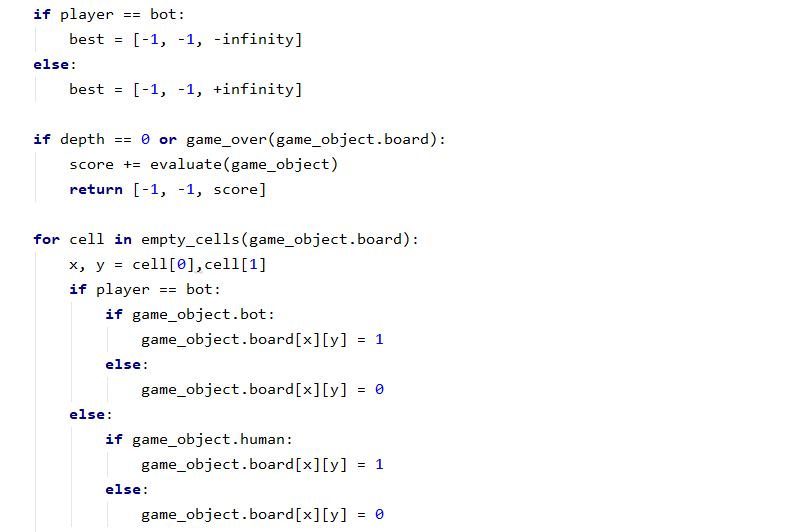 if player == bot:
    best = [-1, -1, -infinity]
else:
    best = [-1, -1, +infinity]

if depth == 0 or game_over(game_object.board):
    score += evaluate(game_object)
    return [-1, -1, score]

for cell in empty_cells(game_object.board):
    x, y = cell[0],cell[1]
    if player == bot:
        if game_object.bot:
            game_object.board[x][y] = 1
        else:
            game_object.board[x][y] = 0
    else:
        if game_object.human:
            game_object.board[x][y] = 1
        else:
            game_object.board[x][y] = 0